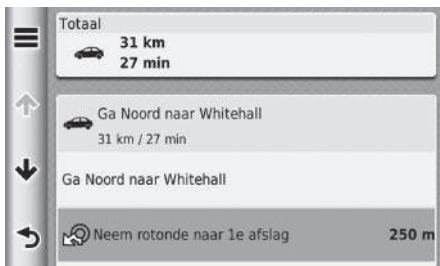 Totaal
31 km
27 min
Ga Noord naar Whitehall
31 km / 27 min
Ga Noord naar Whitehall
Neem rotonde naar 1e afslag 250 m